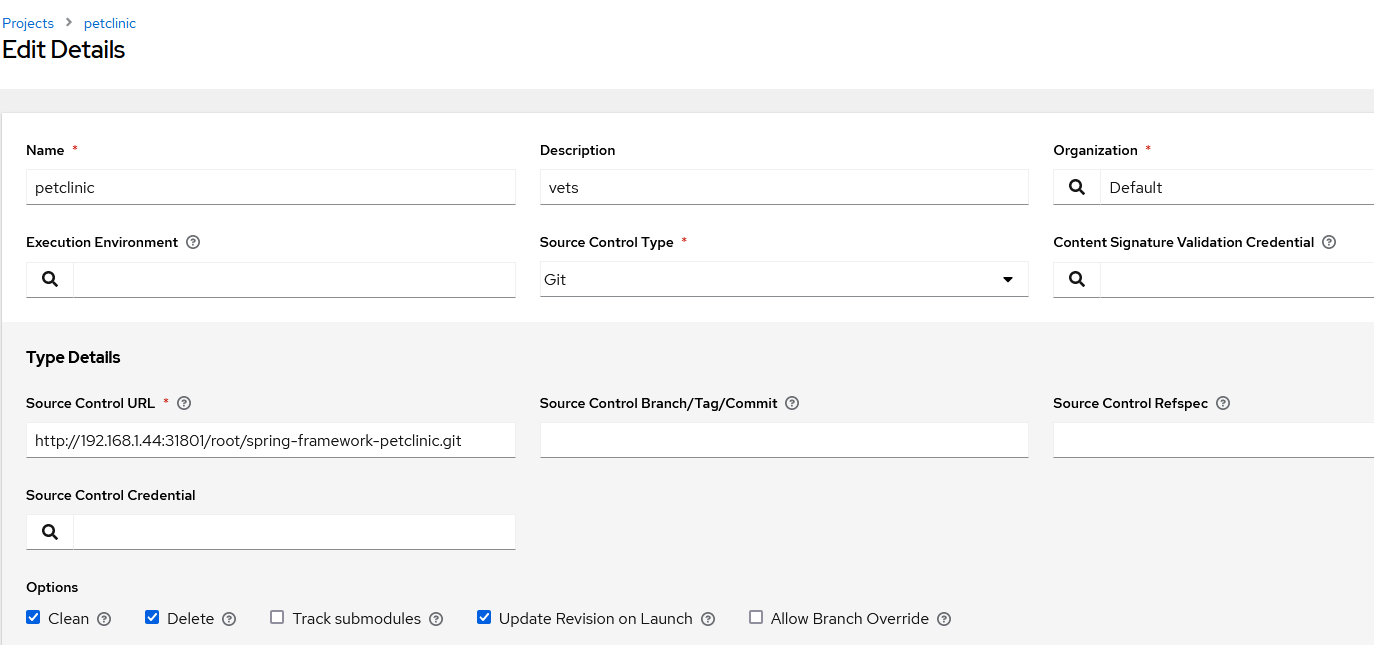 Projects > petclinic
Edit Details
Name * Description Organization *
petclinic vets Default
Execution Environment Source Control Type * Content Signature Validation Credential
Git
Type Details
Source Control URL * Source Control Branch/Tag/Commit Source Control Refspec
http://192.168.1.44:31801/root/spring-framework-petclinic.git
Source Control Credential
Options
Clean Delete Track submodules Update Revision on Launch Allow Branch Override